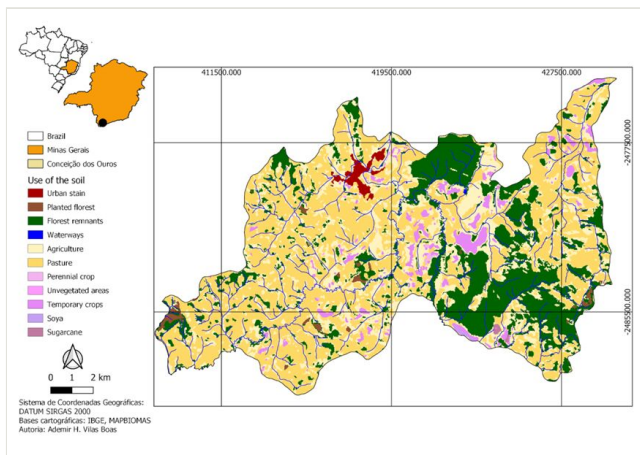 411500.000
419500.000
427500.000
-2477500.000
-2485500.000
Brazil
Minas Gerais
Conceição dos Ouros
Use of the soil
Urban stain
Planted florest
Florest remnants
Waterways
Agriculture
Pasture
Perennial crop
Unvegetated areas
Temporary crops
Soya
Sugarcane
0 1 2 km
Sistema de Coordenadas Geográficas:
DATUM SIRGAS 2000
Bases cartográficas: IBGE, MAPBIOMAS
Autoria: Ademir H. Vilas Boas